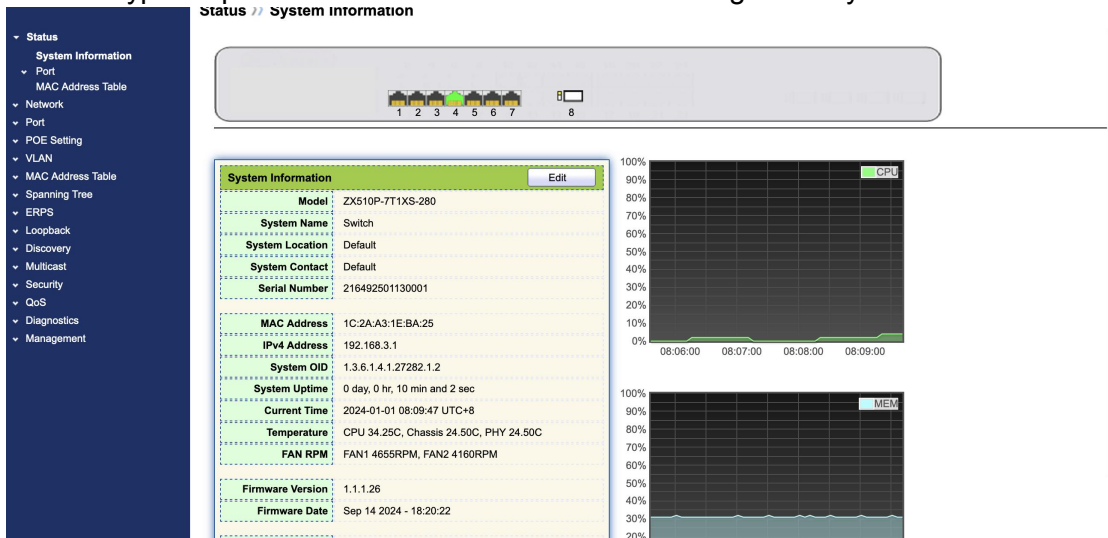 Status 》 System Information
Status
System Information
Port
MAC Address Table
Network
Port
POE Setting
VLAN
MAC Address Table
Spanning Tree
ERPS
Loopback
Discovery
Multicast
Security
QoS
Diagnostics
Management
1 2 3 4 5 6 7 8
System Information Edit
Model ZX510P-7T1XS-280
System Name Switch
System Location Default
System Contact Default
Serial Number 216492501130001
MAC Address 1C:2A:A3:1E:BA:25
IPv4 Address 192.168.3.1
System OID 1.3.6.1.4.1.27282.1.2
System Uptime 0 day, 0 hr, 10 min and 2 sec
Current Time 2024-01-01 08:09:47 UTC+8
Temperature CPU 34.25C, Chassis 24.50C, PHY 24.50C
FAN RPM FAN1 4655RPM, FAN2 4160RPM
Firmware Version 1.1.1.26
Firmware Date Sep 14 2024 - 18:20:22
100%
CPU
90%
80%
70%
60%
50%
40%
30%
20%
10%
0%
08:06:00 08:07:00 08:08:00 08:09:00
100%
MEM
90%
80%
70%
60%
50%
40%
30%
20%